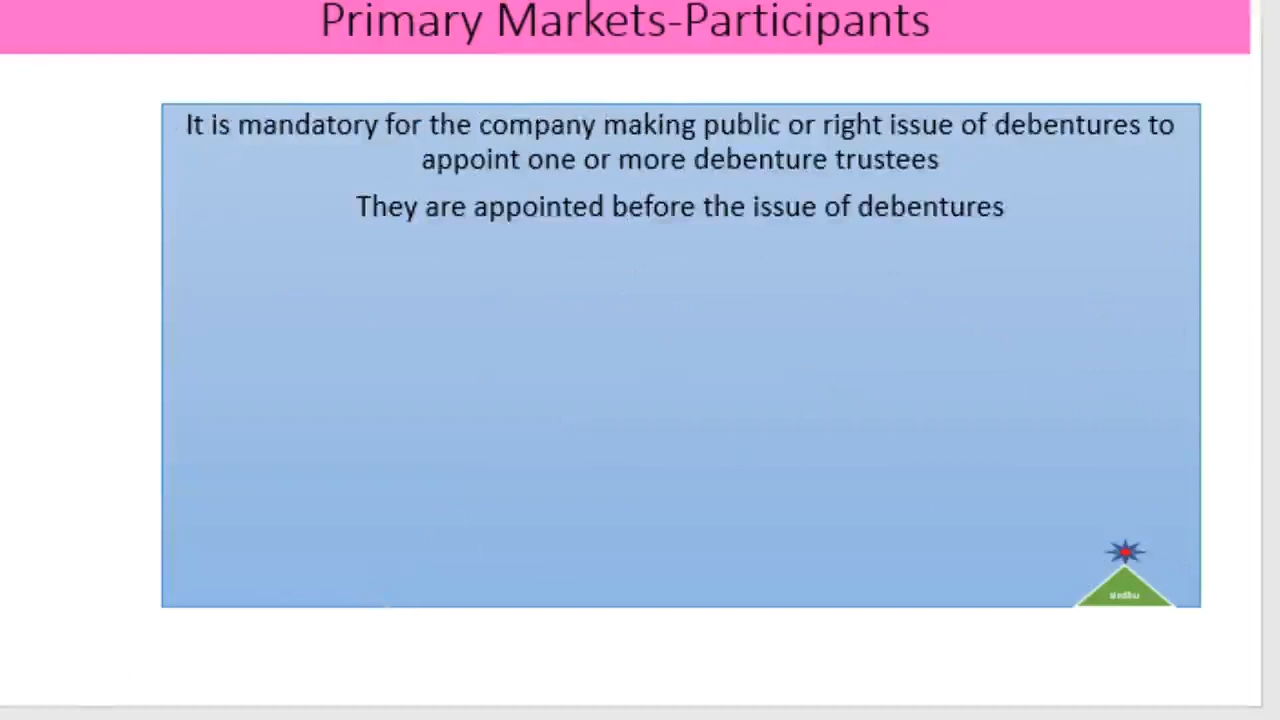 Primary Markets-Participants
It is mandatory for the company making public or right issue of debentures to
appoint one or more debenture trustees
They are appointed before the issue of debentures